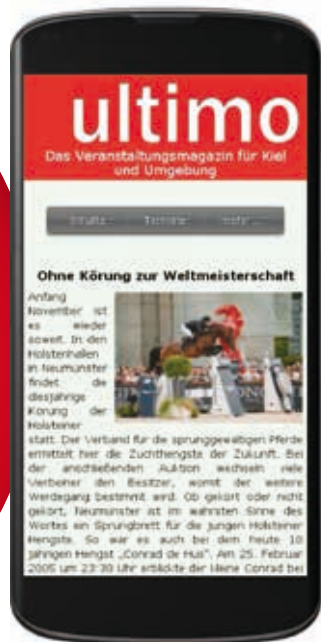 ultimo
Das Veranstaltungsmagazin für Kiel
und Umgebung
Inhalte Termine mehr ...
Ohne Körung zur Weltmeisterschaft
Anfang
November ist
es wieder
soweit. In den
Holstenhallen
in Neumünster
findet die
diesjährige
Körung der
Holsteiner
statt. Der Verband für die sprunggewaltigen Pferde
ermittelt hier die Zuchthengste der Zukunft. Bei
der anschließenden Auktion wechseln viele
Vierbeiner den Besitzer, womit der weitere
Werdegang bestimmt wird. Ob gekört oder nicht
gekört, Neumünster ist im wahrsten Sinne des
Wortes ein Sprungbrett für die jungen Holsteiner
Hengste. So war es auch bei dem heute 10
jährigen Hengst „Conrad de Hus“. Am 25. Februar
2005 um 23:30 Uhr erblickte der kleine Conrad bei